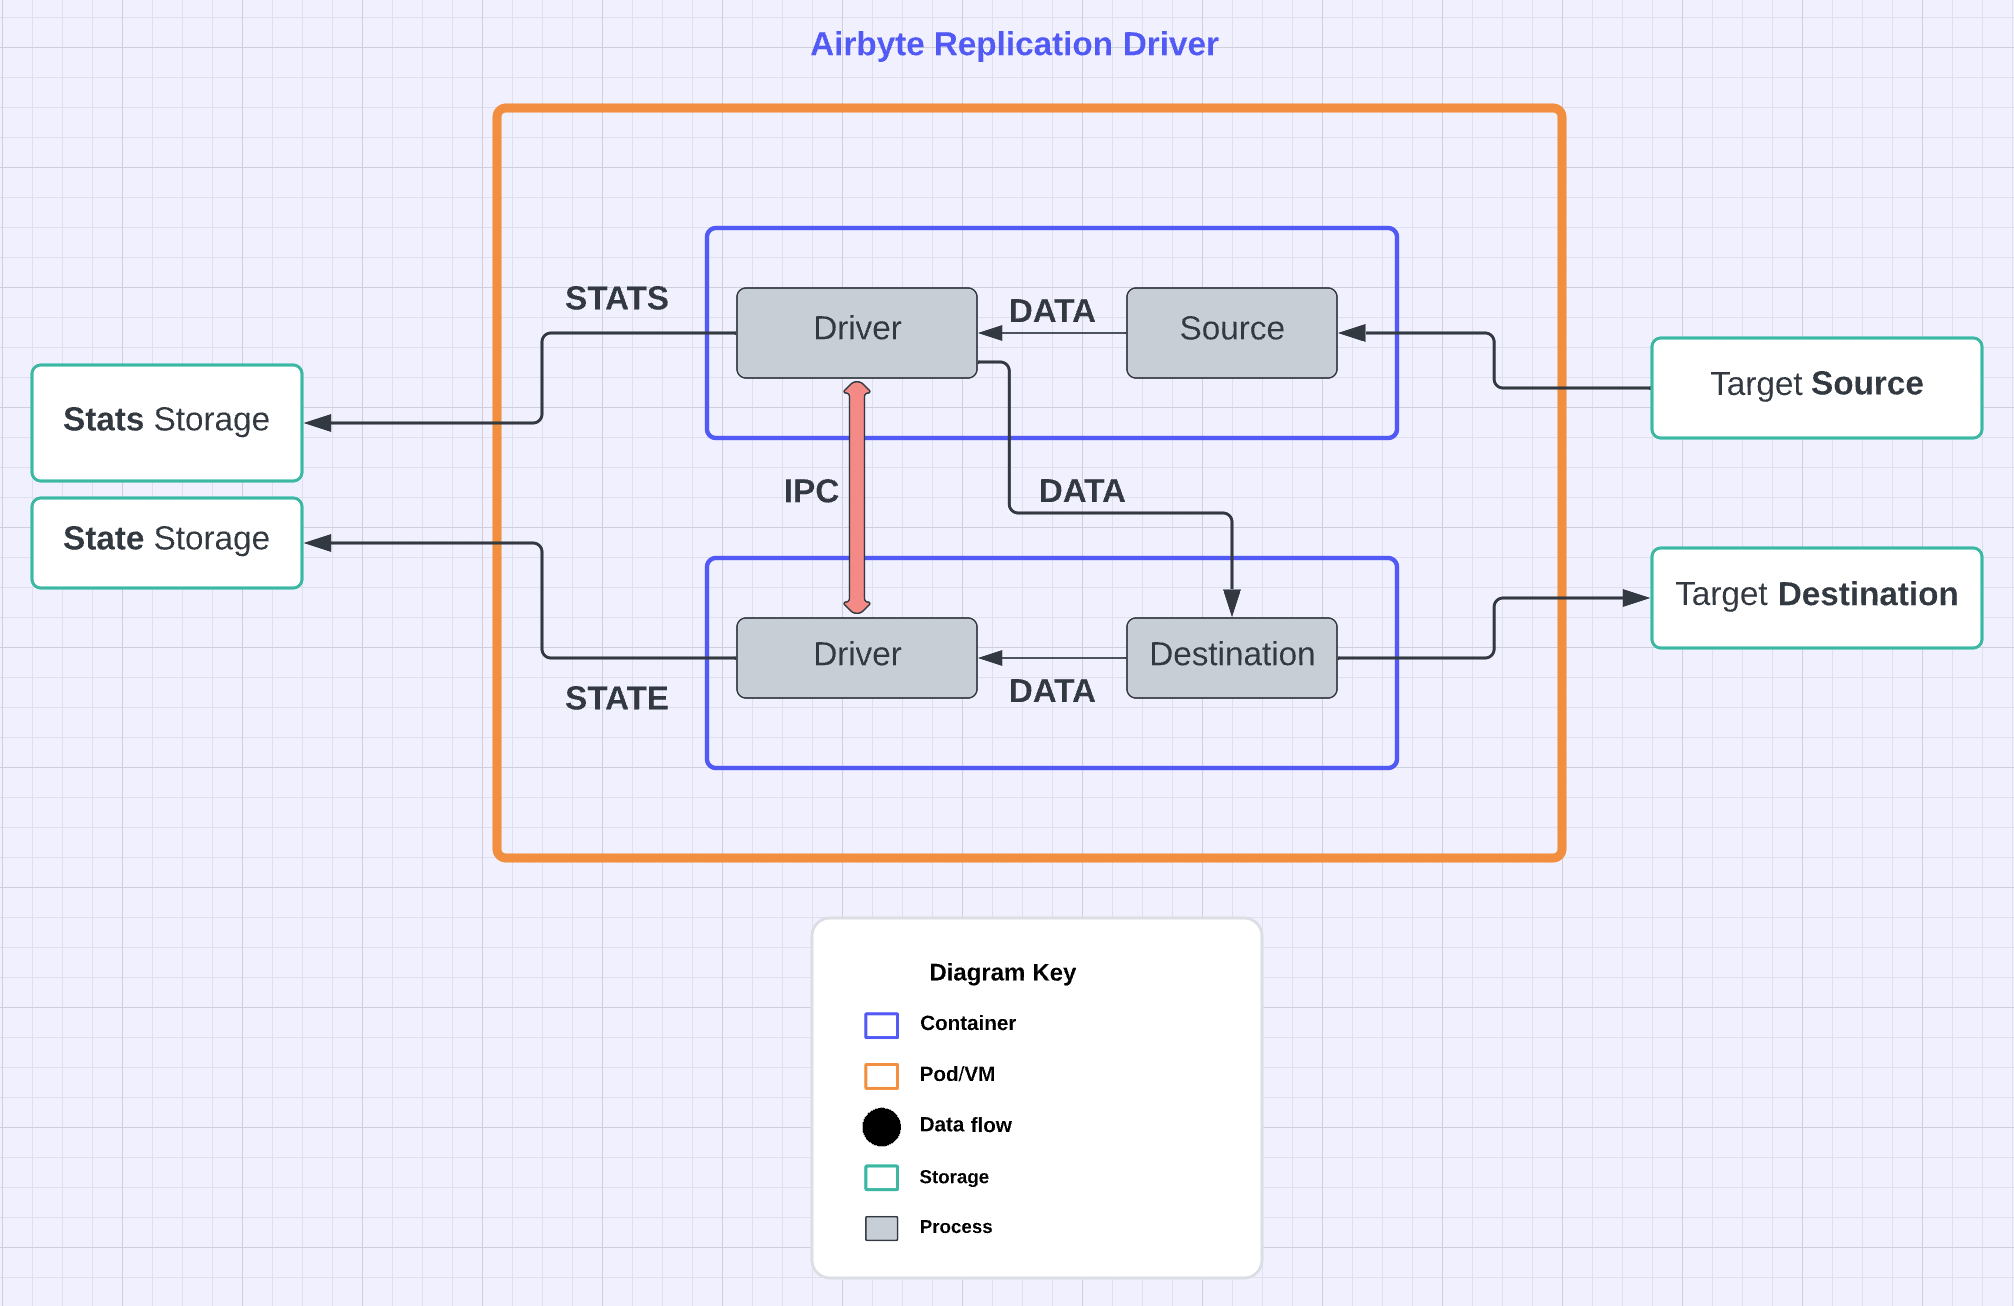 Airbyte Replication Driver
STATS
Driver
DATA
Source
Target Source
Stats Storage
IPC
DATA
State Storage
Target Destination
Driver
Destination
STATE
DATA
Diagram Key
Container
Pod/VM
Data flow
Storage
Process